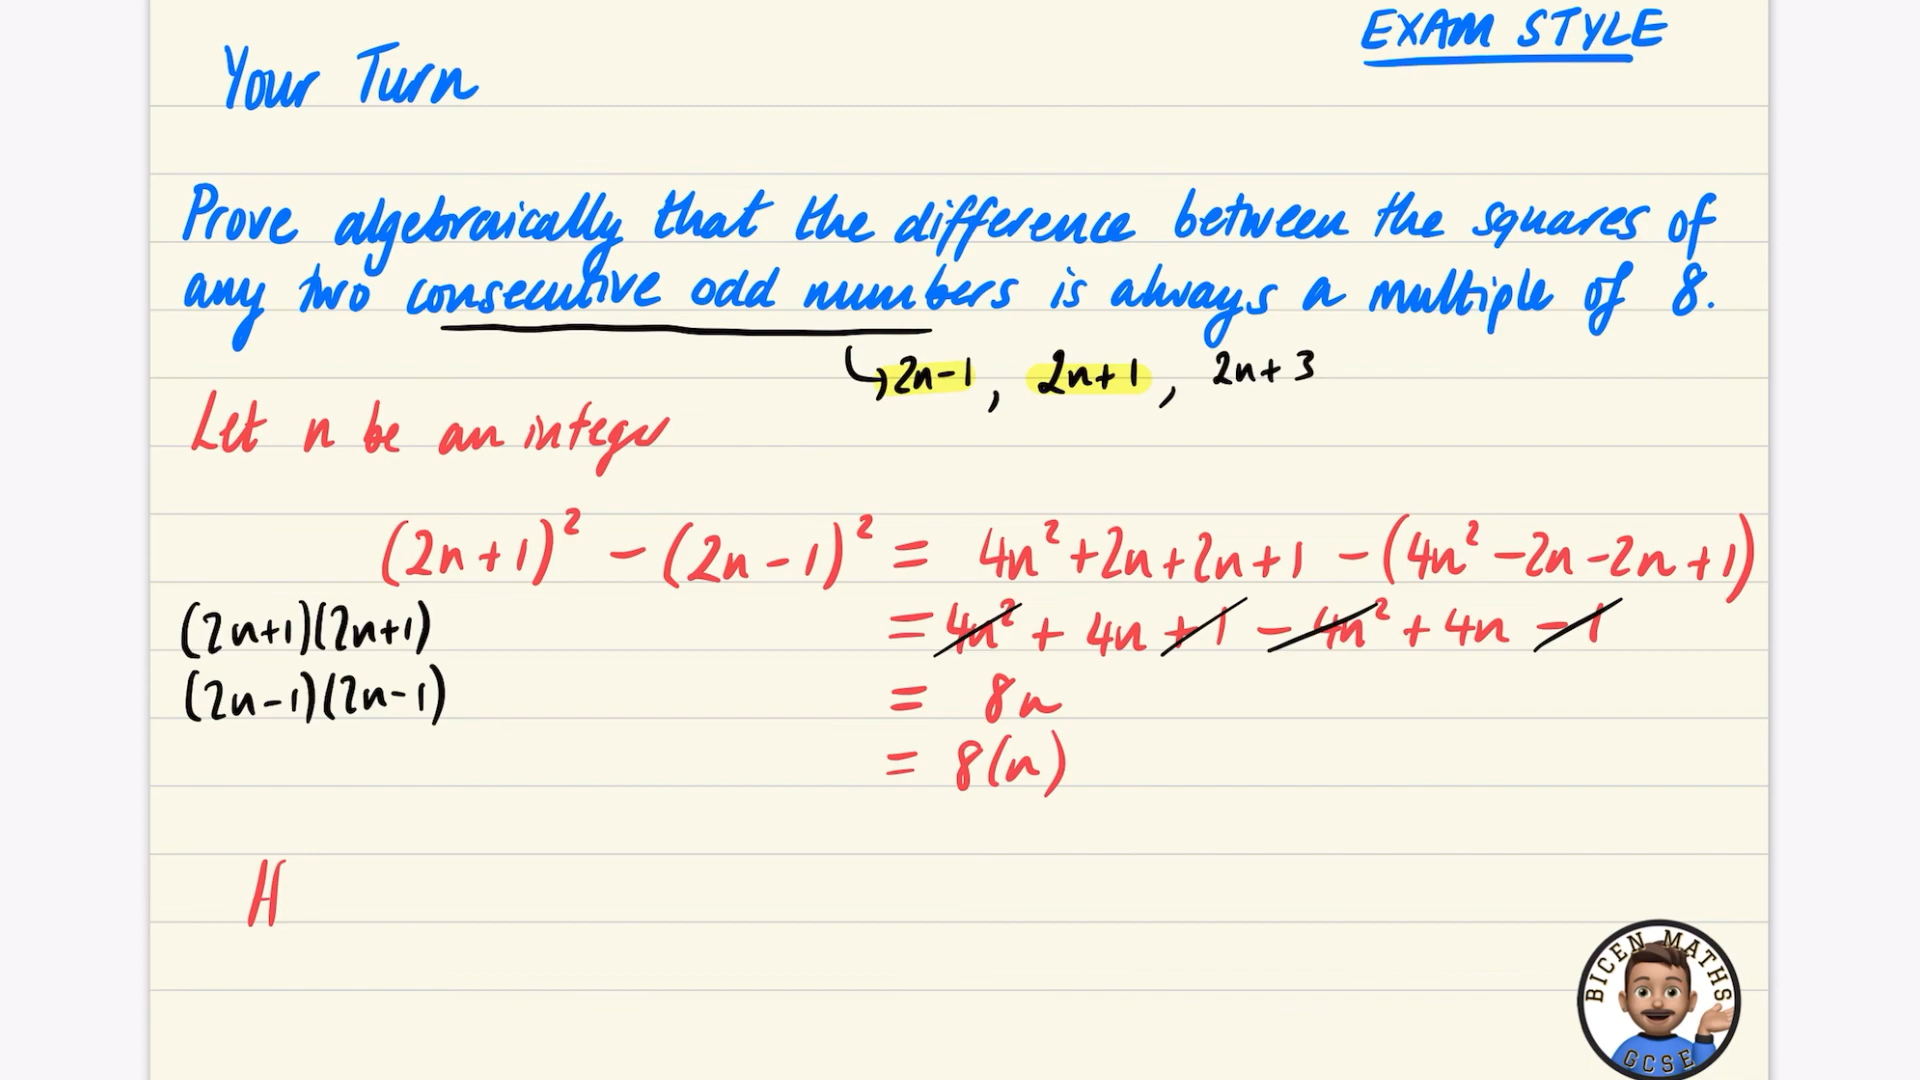 EXAM STYLE
Your Turn
Prove algebraically that the difference between the squares of
any two consecutive odd numbers is always a multiple of 8.
2n-1, 2n+1, 2n+3
Let n be an integer
(2n+1)² - (2n-1)² = 4n²+2n+2n+1 -(4n²-2n-2n+1)
(2n+1)(2n+1)
= 4n² + 4n +1 - 4n² + 4n - 1
(2n-1)(2n-1)
= 8n
= 8(n)
H
BICEN MATHS
GCSE